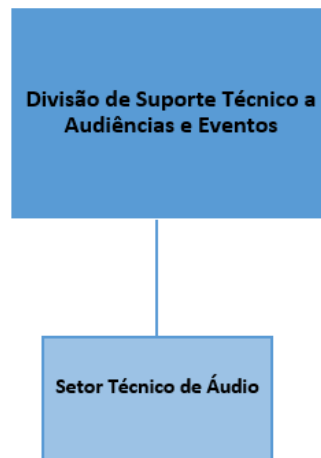 Divisão de Suporte Técnico a
Audiências e Eventos
Setor Técnico de Áudio